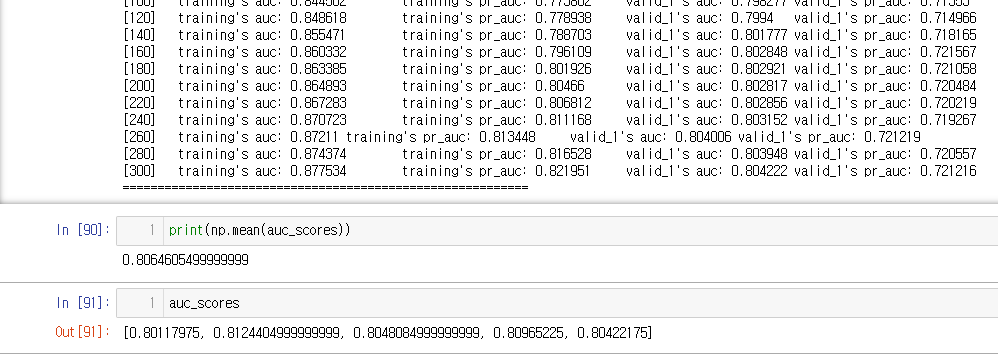 [100] training's auc: 0.844502 training's pr_auc: 0.773802 valid_1's auc: 0.798277 valid_1's pr_auc: 0.71355
[120] training's auc: 0.848618 training's pr_auc: 0.778938 valid_1's auc: 0.7994 valid_1's pr_auc: 0.714966
[140] training's auc: 0.855471 training's pr_auc: 0.788703 valid_1's auc: 0.801777 valid_1's pr_auc: 0.718165
[160] training's auc: 0.860332 training's pr_auc: 0.796109 valid_1's auc: 0.802848 valid_1's pr_auc: 0.721567
[180] training's auc: 0.863385 training's pr_auc: 0.801926 valid_1's auc: 0.802921 valid_1's pr_auc: 0.721058
[200] training's auc: 0.864893 training's pr_auc: 0.80466 valid_1's auc: 0.802817 valid_1's pr_auc: 0.720484
[220] training's auc: 0.867283 training's pr_auc: 0.806812 valid_1's auc: 0.802856 valid_1's pr_auc: 0.720219
[240] training's auc: 0.870723 training's pr_auc: 0.811168 valid_1's auc: 0.803152 valid_1's pr_auc: 0.719267
[260] training's auc: 0.87211 training's pr_auc: 0.813448 valid_1's auc: 0.804006 valid_1's pr_auc: 0.721219
[280] training's auc: 0.874374 training's pr_auc: 0.816528 valid_1's auc: 0.803948 valid_1's pr_auc: 0.720557
[300] training's auc: 0.877534 training's pr_auc: 0.821951 valid_1's auc: 0.804222 valid_1's pr_auc: 0.721216
==========================================================
In [90]: 1 print(np.mean(auc_scores))
0.8064605499999999
In [91]: 1 auc_scores
Out[91]: [0.80117975, 0.8124404999999999, 0.8048084999999999, 0.80965225, 0.80422175]